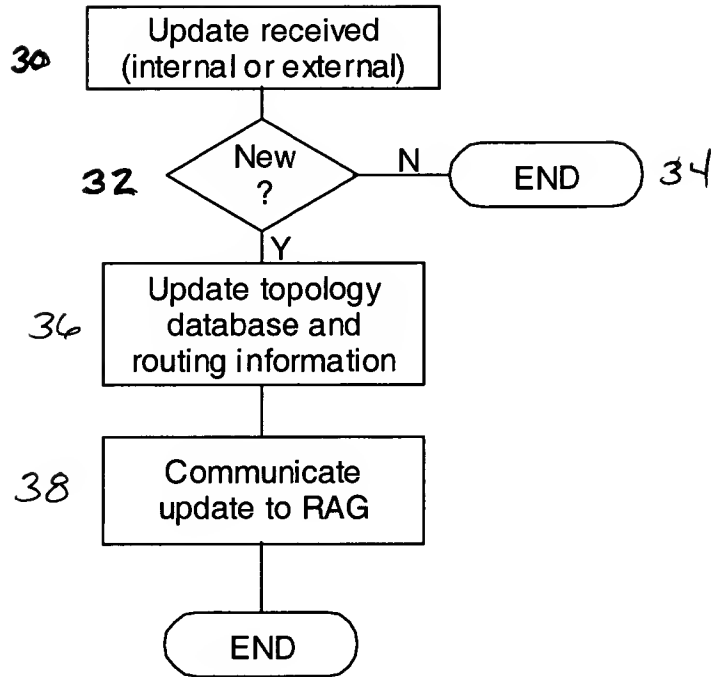 30
Update received
(internal or external)
32
New
?
N
END
34
Y
36
Update topology
database and
routing information
38
Communicate
update to RAG
END